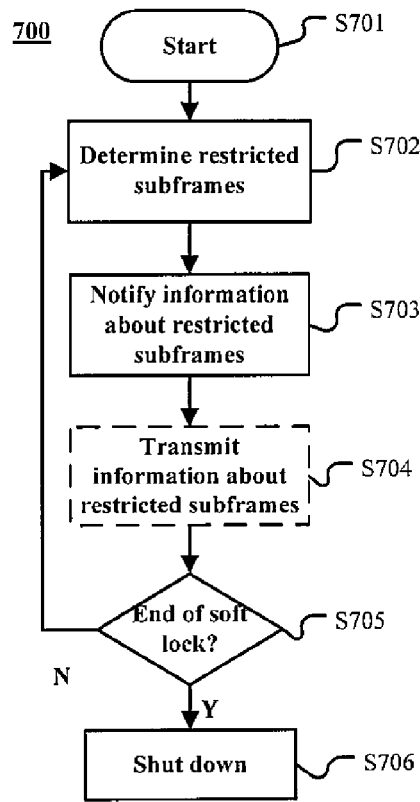 700
Start
S701
Determine restricted
subframes
S702
Notify information
about restricted
subframes
S703
Transmit
information about
restricted subframes
S704
End of soft
lock?
S705
N
Y
Shut down
S706